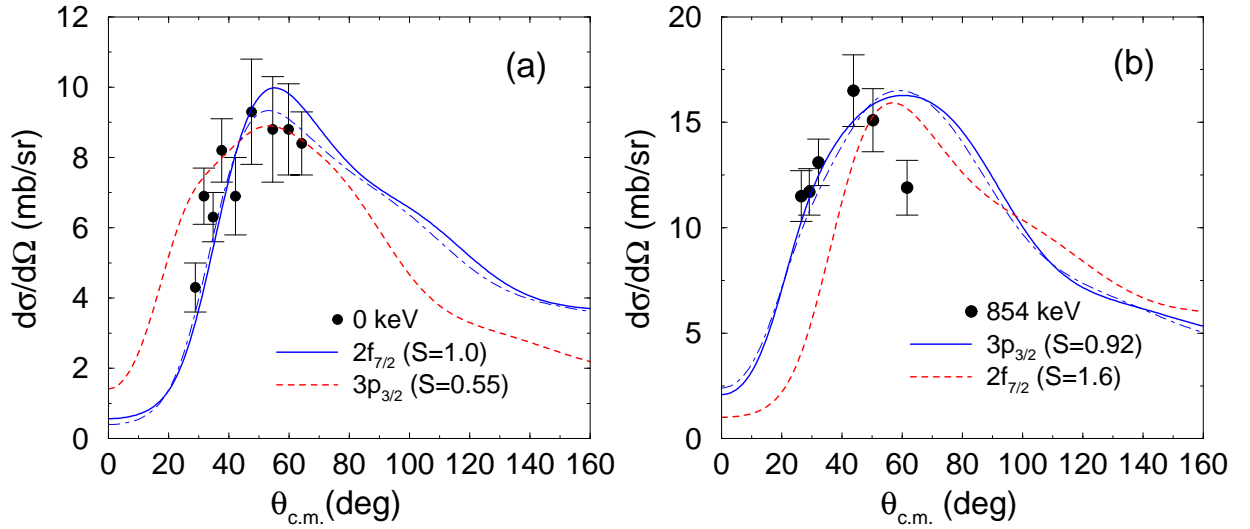 (a)
dσ/dΩ (mb/sr)
12
10
8
6
4
2
0
0 keV
2f7/2 (S=1.0)
3p3/2 (S=0.55)
0 20 40 60 80 100 120 140 160
θc.m.(deg)
(b)
dσ/dΩ (mb/sr)
20
15
10
5
0
854 keV
3p3/2 (S=0.92)
2f7/2 (S=1.6)
0 20 40 60 80 100 120 140 160
θc.m. (deg)